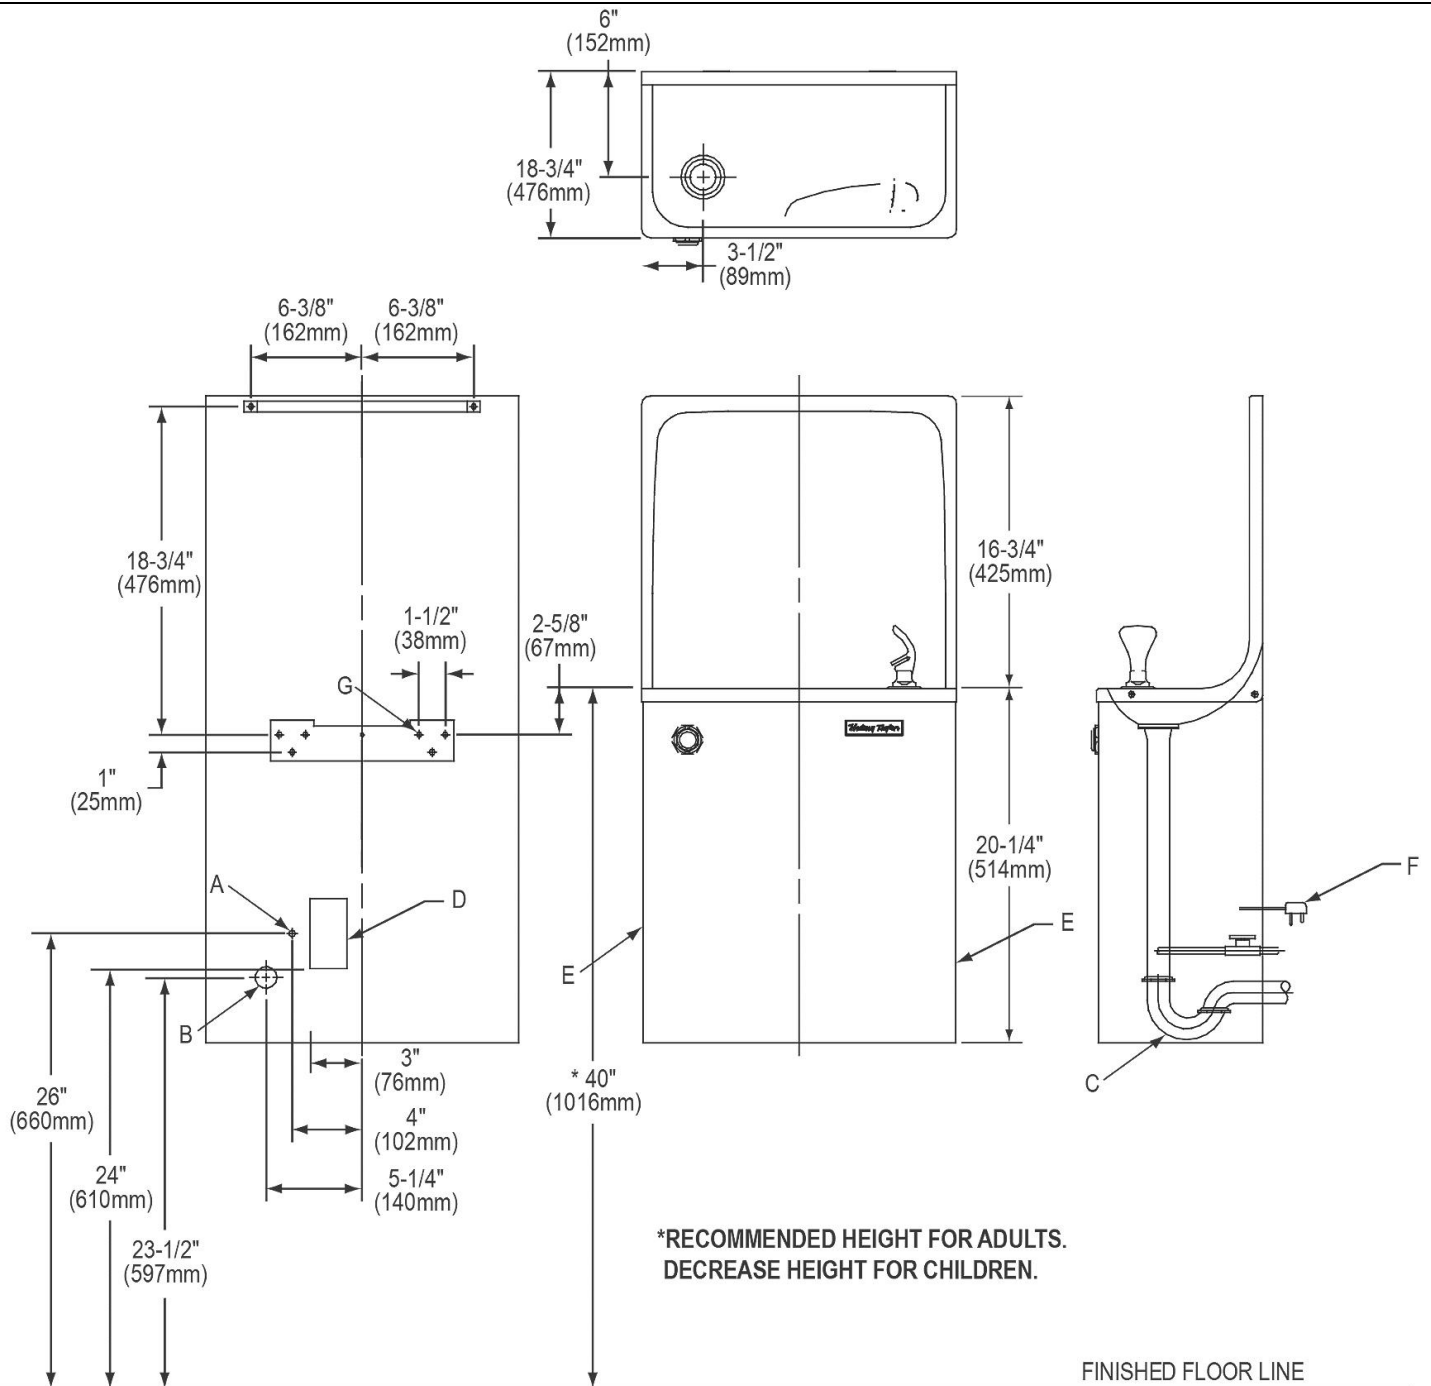 6"
(152mm)
18-3/4"
(476mm)
3-1/2"
(89mm)
6-3/8"
(162mm)
6-3/8"
(162mm)
18-3/4"
(476mm)
1-1/2"
(38mm)
2-5/8"
(67mm)
G
1"
(25mm)
16-3/4"
(425mm)
Halsey Taylor
20-1/4"
(514mm)
A
D
B
E
E
F
C
3"
(76mm)
4"
(102mm)
5-1/4"
(140mm)
26"
(660mm)
24"
(610mm)
23-1/2"
(597mm)
* 40"
(1016mm)
*RECOMMENDED HEIGHT FOR ADULTS.
DECREASE HEIGHT FOR CHILDREN.
FINISHED FLOOR LINE